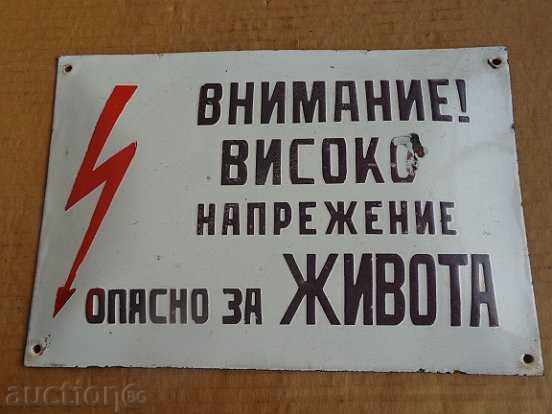 ВНИМАНИЕ!
ВИСОКО
НАПРЕЖЕНИЕ
ОПАСНО ЗА ЖИВОТА
auction.bg